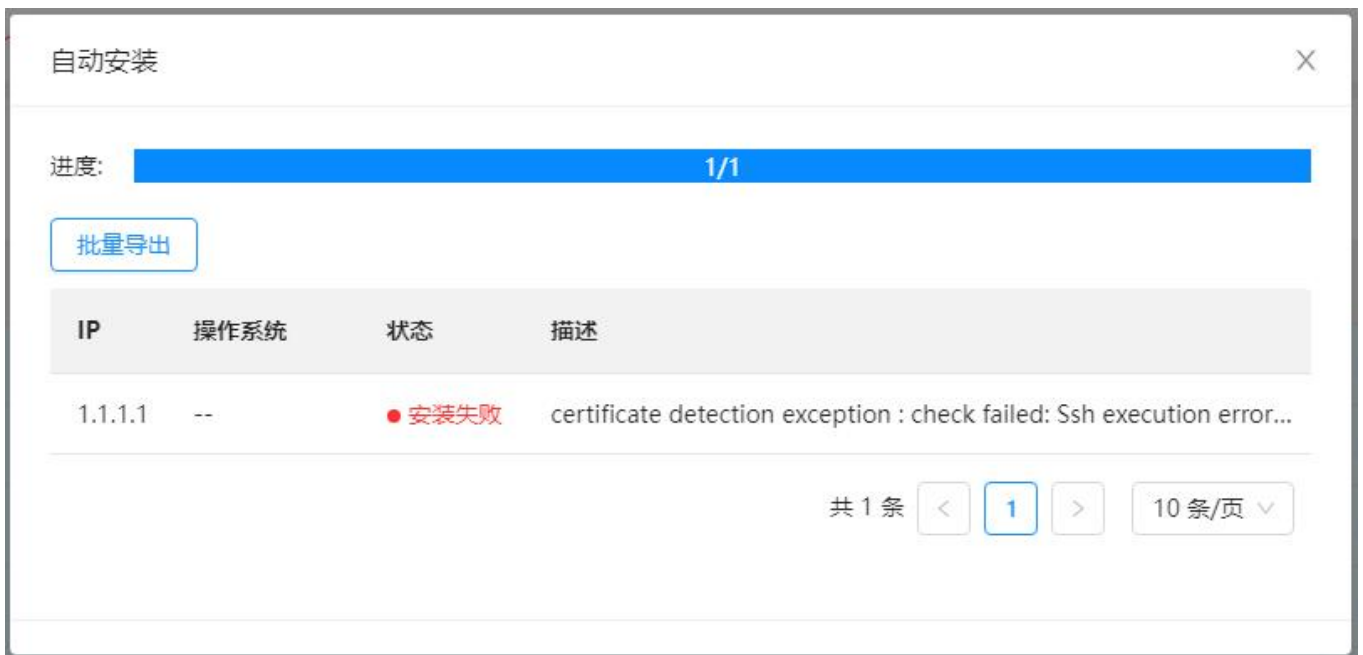 自动安装
进度: 1/1
批量导出
IP 操作系统 状态 描述
1.1.1.1 -- 安装失败 certificate detection exception : check failed: Ssh execution error...
共 1 条 < 1 > 10 条/页